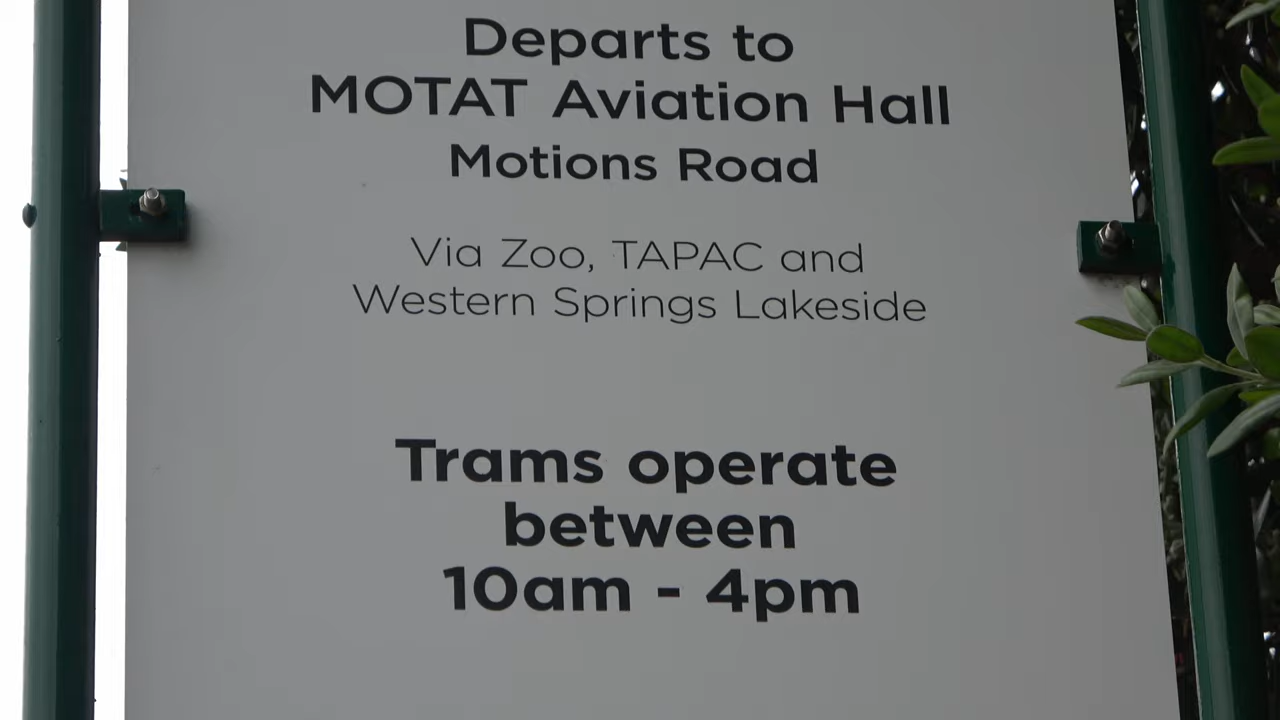 Departs to
MOTAT Aviation Hall
Motions Road
Via Zoo, TAPAC and
Western Springs Lakeside
Trams operate
between
10am - 4pm